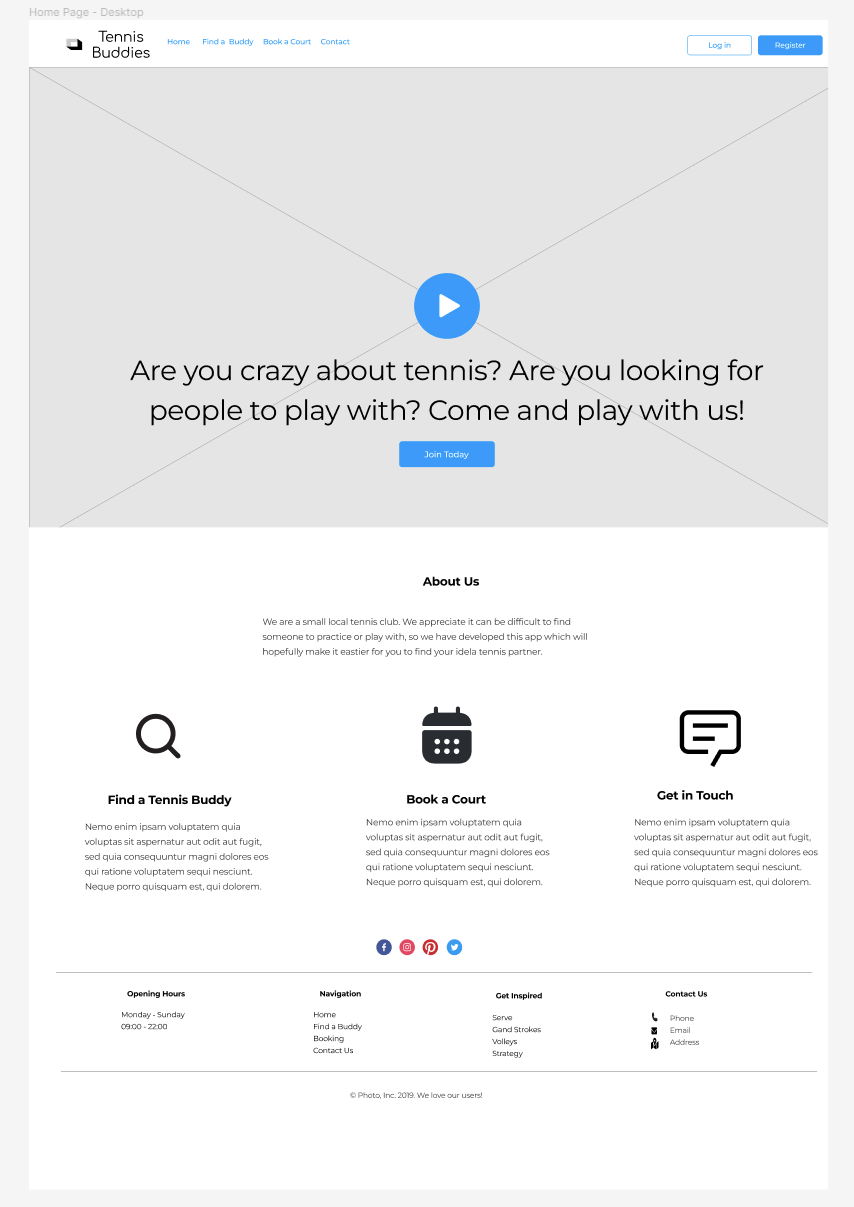 Home Page - Desktop
Tennis
Buddies
Home Find a Buddy Book a Court Contact
Log in
Register
Are you crazy about tennis? Are you looking for
people to play with? Come and play with us!
Join Today
About Us
We are a small local tennis club. We appreciate it can be difficult to find
someone to practice or play with, so we have developed this app which will
hopefully make it eastier for you to find your idela tennis partner.
Find a Tennis Buddy
Nemo enim ipsam voluptatem quia
voluptas sit aspernatur aut odit aut fugit,
sed quia consequuntur magni dolores eos
qui ratione voluptatem sequi nesciunt.
Neque porro quisquam est, qui dolorem.
Book a Court
Nemo enim ipsam voluptatem quia
voluptas sit aspernatur aut odit aut fugit,
sed quia consequuntur magni dolores eos
qui ratione voluptatem sequi nesciunt.
Neque porro quisquam est, qui dolorem.
Get in Touch
Nemo enim ipsam voluptatem quia
voluptas sit aspernatur aut odit aut fugit,
sed quia consequuntur magni dolores eos
qui ratione voluptatem sequi nesciunt.
Neque porro quisquam est, qui dolorem.
Opening Hours
Monday - Sunday
09:00 - 22:00
Navigation
Home
Find a Buddy
Booking
Contact Us
Get Inspired
Serve
Gand Strokes
Volleys
Strategy
Contact Us
Phone
Email
Address
© Photo, Inc. 2019. We love our users!